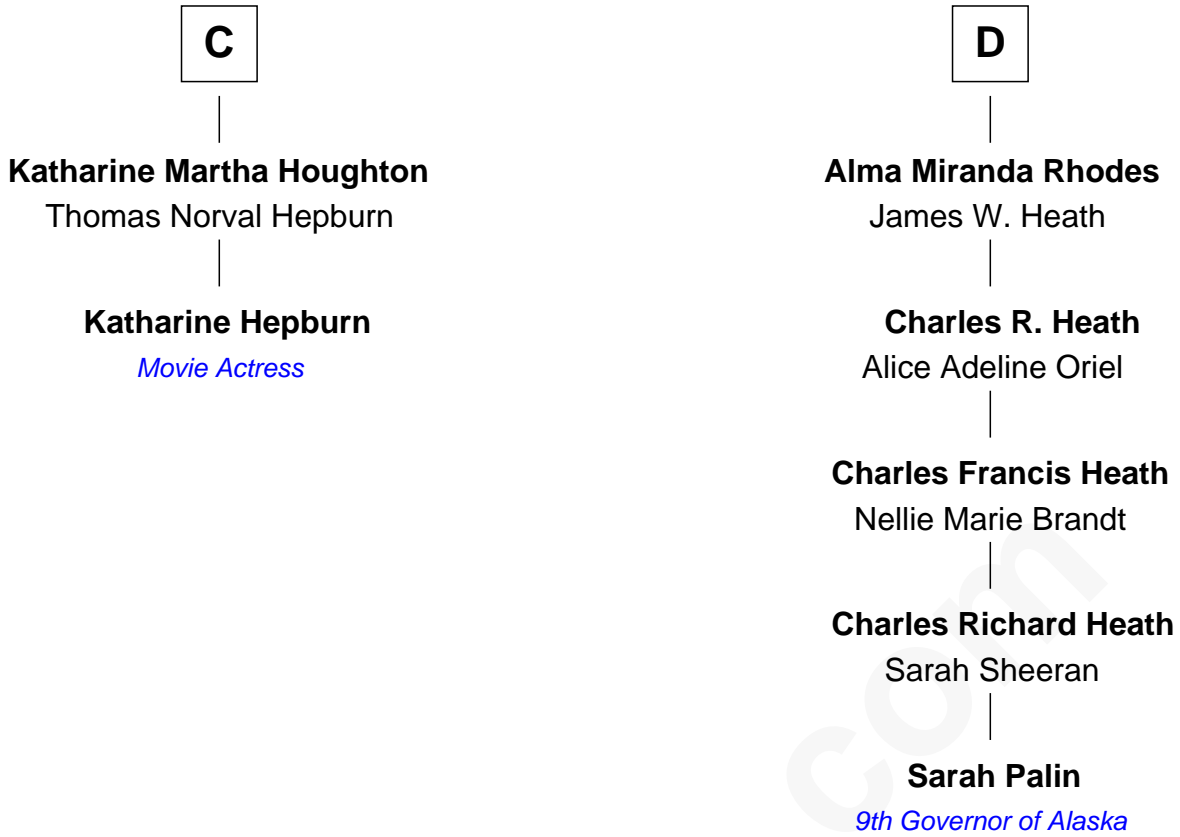 C
Katharine Martha Houghton
Thomas Norval Hepburn
Katharine Hepburn
Movie Actress
D
Alma Miranda Rhodes
James W. Heath
Charles R. Heath
Alice Adeline Oriel
Charles Francis Heath
Nellie Marie Brandt
Charles Richard Heath
Sarah Sheeran
Sarah Palin
9th Governor of Alaska
com